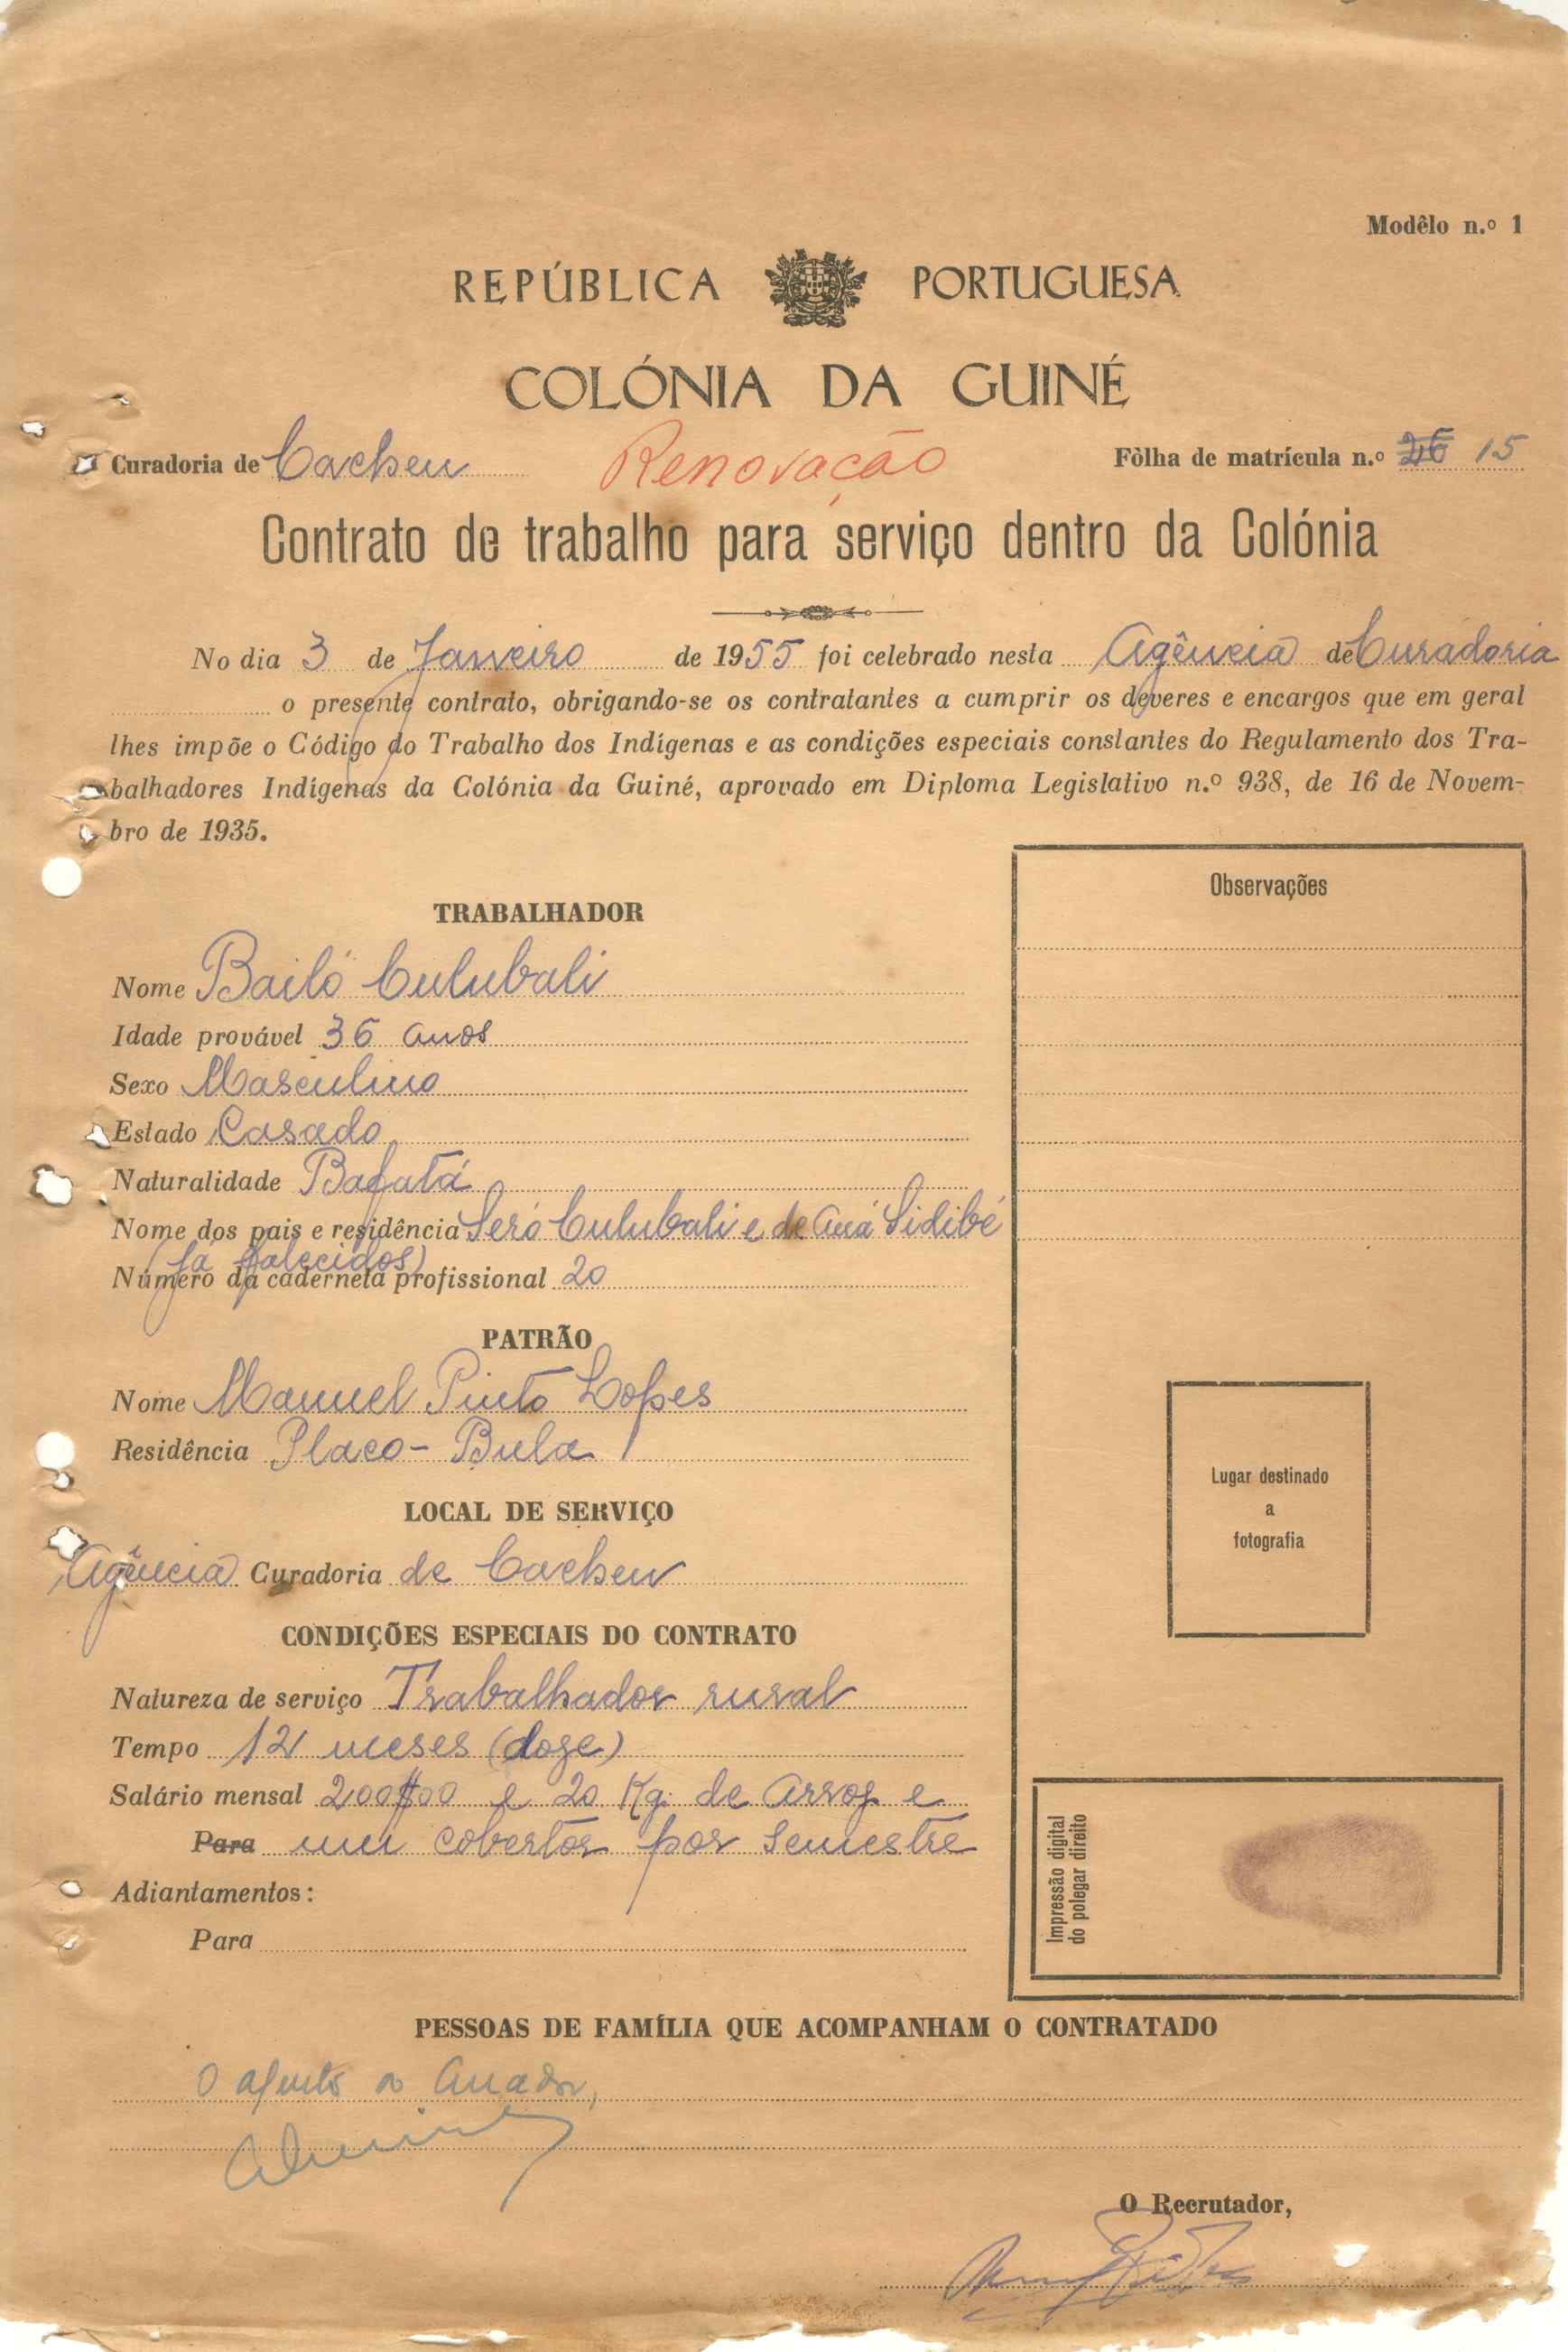 Modêlo n.º 1
REPÚBLICA PORTUGUESA
COLÓNIA DA GUINÉ
Curadoria de Cacheu Renovação Fôlha de matrícula n.º 26 15
Contrato de trabalho para serviço dentro da Colónia
No dia 3 de Janeiro de 1955 foi celebrado nesta Agência de Curadoria
o presente contrato, obrigando-se os contratantes a cumprir os deveres e encargos que em geral
lhes impõe o Código do Trabalho dos Indígenas e as condições especiais constantes do Regulamento dos Tra-
balhadores Indígenas da Colónia da Guiné, aprovado em Diploma Legislativo n.º 938, de 16 de Novem-
bro de 1935.
Observações
TRABALHADOR
Nome Bailó Culubali
Idade provável 36 anos
Sexo Masculino
Estado Casado
Naturalidade Bafatá
Nome dos pais e residência Seró Culubali e de Auá Sidibé
(já falecidos)
Número da caderneta profissional 20
PATRÃO
Nome Manuel Pinto Lopes
Residência Placo - Bula
LOCAL DE SERVIÇO
Agência Curadoria de Cacheu
Lugar destinado
a
fotografia
CONDIÇÕES ESPECIAIS DO CONTRATO
Natureza de serviço Trabalhador rural
Tempo 12 meses (doze)
Salário mensal 200$00 e 20 Kg. de arroz e
Para um cobertor por semestre
Adiantamentos:
Para
Impressão digital
do polegar direito
PESSOAS DE FAMÍLIA QUE ACOMPANHAM O CONTRATADO
O
O Recrutador,